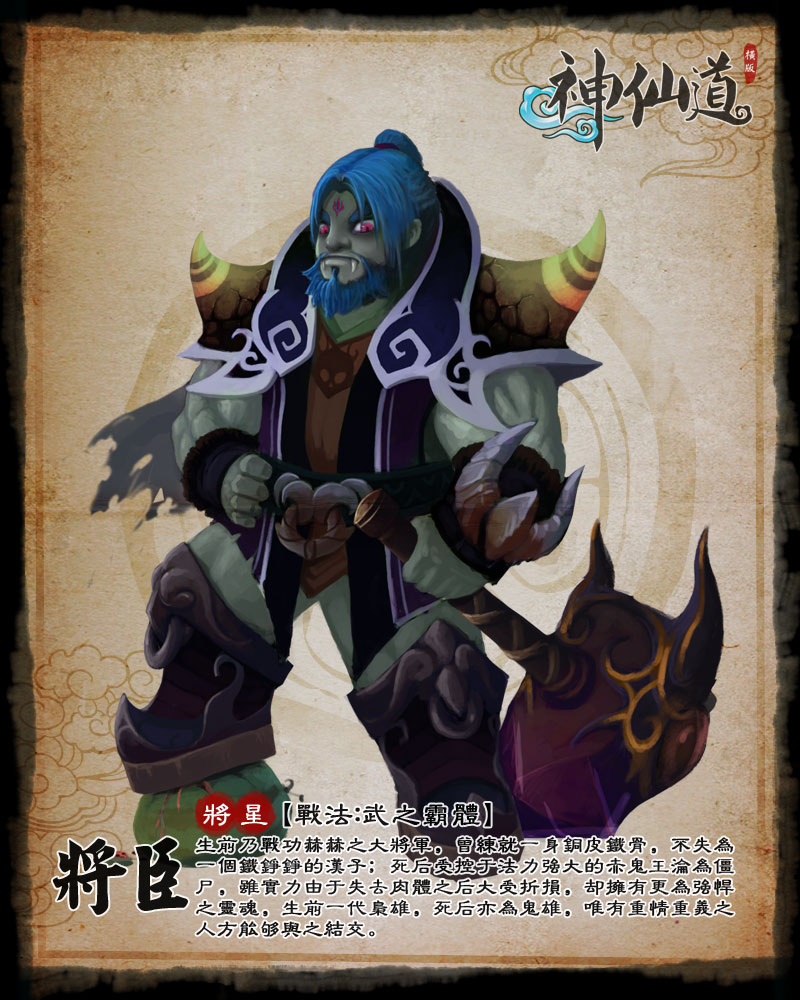 橫版
神仙道
將星【戰法:武之霸體】
將臣
生前乃戰功赫赫之大將軍，曾練就一身銅皮鐵骨，不失為
一個鐵錚錚的漢子；死后受控于法力強大的赤鬼王淪為僵
尸，雖實力由于失去肉體之后大受折損，却擁有更為強悍
之靈魂，生前一代梟雄，死后亦為鬼雄，唯有重情重義之
人方能够與之結交。